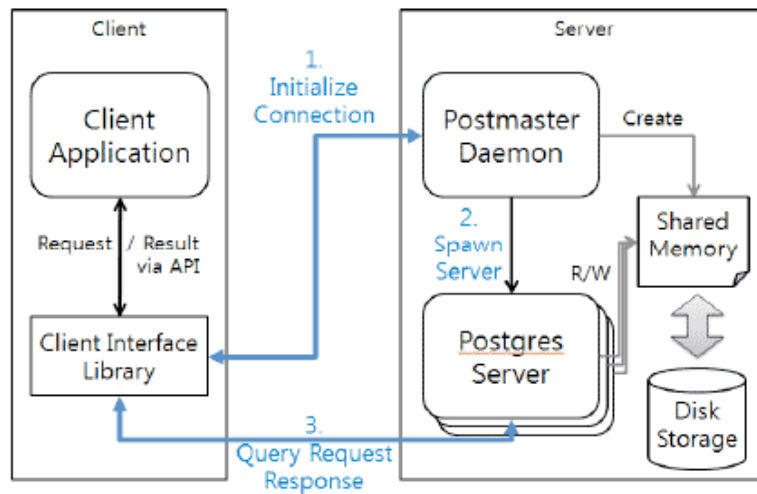 Client
Server
1.
Initialize
Connection
Client
Application
Postmaster
Daemon
Create
Request / Result
via API
2.
Spawn
Server
Shared
Memory
R/W
Client Interface
Library
Postgres
Server
Disk
Storage
3.
Query Request
Response